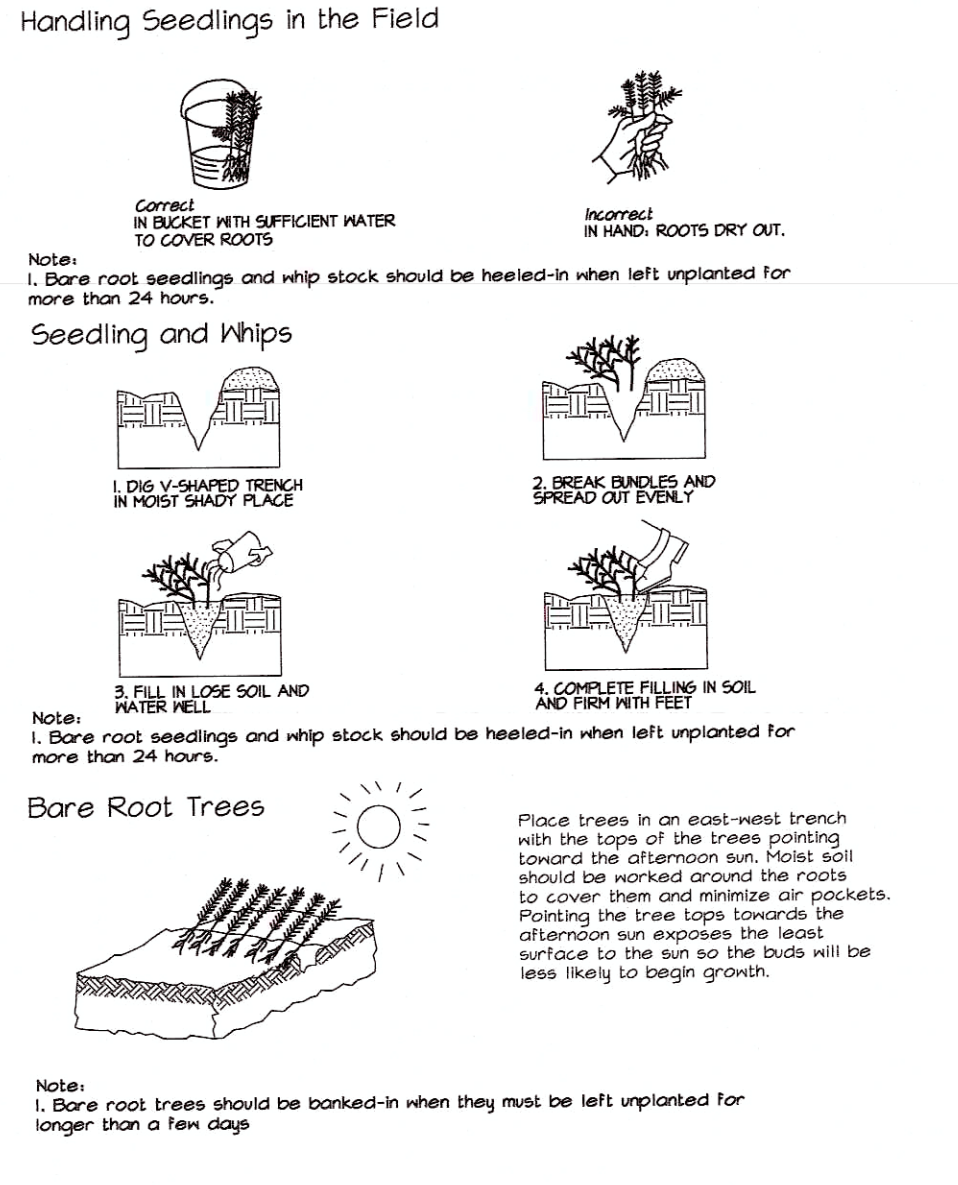 Handling Seedlings in the Field
Correct
IN BUCKET WITH SUFFICIENT WATER
TO COVER ROOTS
Incorrect
IN HAND: ROOTS DRY OUT.
Note:
1. Bare root seedlings and whip stock should be heeled-in when left unplanted for
more than 24 hours.
Seedling and Whips
1. DIG V-SHAPED TRENCH
IN MOIST SHADY PLACE
2. BREAK BUNDLES AND
SPREAD OUT EVENLY
3. FILL IN LOSE SOIL AND
WATER WELL
4. COMPLETE FILLING IN SOIL
AND FIRM WITH FEET
Note:
1. Bare root seedlings and whip stock should be heeled-in when left unplanted for
more than 24 hours.
Bare Root Trees
Place trees in an east-west trench
with the tops of the trees pointing
toward the afternoon sun. Moist soil
should be worked around the roots
to cover them and minimize air pockets.
Pointing the tree tops towards the
afternoon sun exposes the least
surface to the sun so the buds will be
less likely to begin growth.
Note:
1. Bare root trees should be banked-in when they must be left unplanted for
longer than a few days